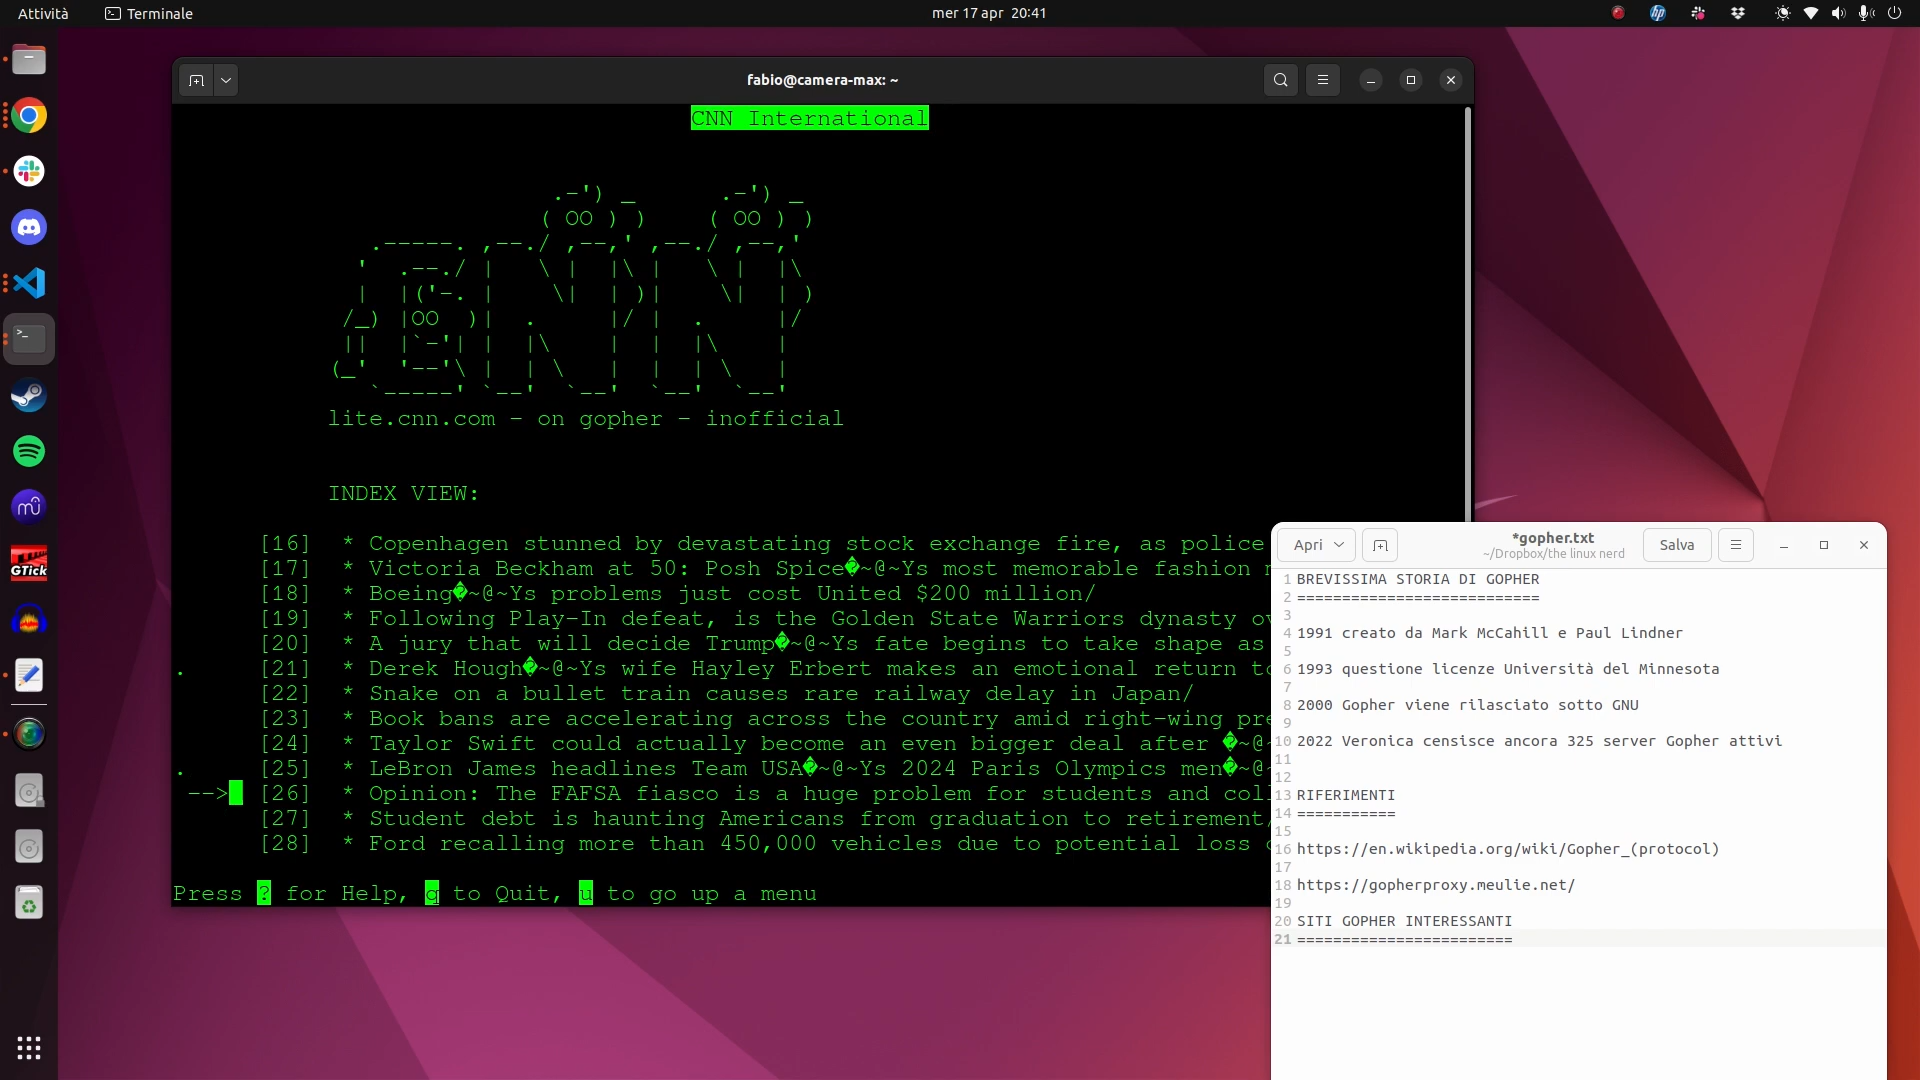 Attività
Terminale
mer 17 apr 20:41
fabio@camera-max: ~
CNN International
lite.cnn.com - on gopher - inofficial
INDEX VIEW:
[16] * Copenhagen stunned by devastating stock exchange fire, as police
[17] * Victoria Beckham at 50: Posh Spice�~@~Ys most memorable fashion
[18] * Boeing�~@~Ys problems just cost United $200 million/
[19] * Following Play-In defeat, is the Golden State Warriors dynasty ov
[20] * A jury that will decide Trump�~@~Ys fate begins to take shape as
. [21] * Derek Hough�~@~Ys wife Hayley Erbert makes an emotional return to
[22] * Snake on a bullet train causes rare railway delay in Japan/
[23] * Book bans are accelerating across the country amid right-wing pre
[24] * Taylor Swift could actually become an even bigger deal after �~@~
. [25] * LeBron James headlines Team USA�~@~Ys 2024 Paris Olympics men�~@~
--> [26] * Opinion: The FAFSA fiasco is a huge problem for students and coll
[27] * Student debt is haunting Americans from graduation to retirement/
[28] * Ford recalling more than 450,000 vehicles due to potential loss
Press ? for Help, q to Quit, u to go up a menu
Apri
*gopher.txt
~/Dropbox/the linux nerd
Salva
1 BREVISSIMA STORIA DI GOPHER
2 ===========================
3
4 1991 creato da Mark McCahill e Paul Lindner
5
6 1993 questione licenze Università del Minnesota
7
8 2000 Gopher viene rilasciato sotto GNU
9
10 2022 Veronica censisce ancora 325 server Gopher attivi
11
12
13 RIFERIMENTI
14 ===========
15
16 https://en.wikipedia.org/wiki/Gopher_(protocol)
17
18 https://gopherproxy.meulie.net/
19
20 SITI GOPHER INTERESSANTI
21 ========================
GTick
hp